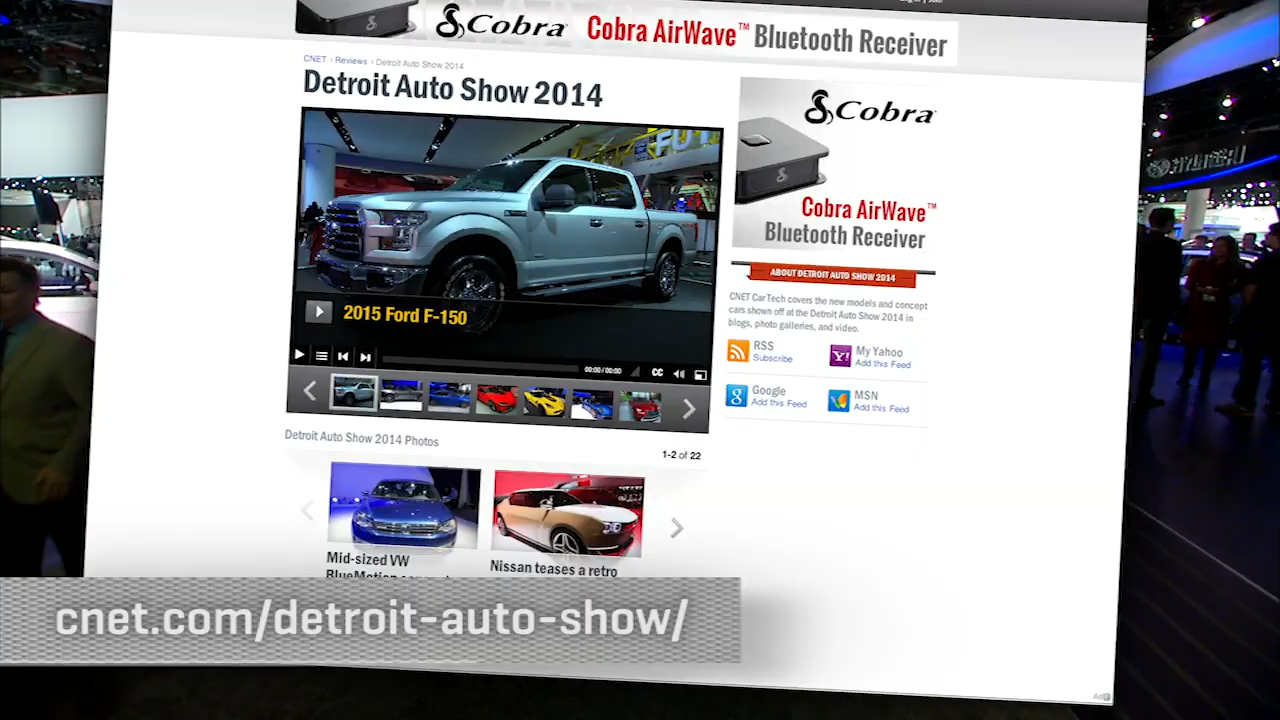 Cobra Cobra AirWave™ Bluetooth Receiver
CNET › Reviews › Detroit Auto Show 2014
Detroit Auto Show 2014
FUT
2015 Ford F-150
00:00 / 00:00
CC
Detroit Auto Show 2014 Photos
1-2 of 22
Mid-sized VW
Nissan teases a retro
Cobra
Cobra AirWave™
Bluetooth Receiver
ABOUT DETROIT AUTO SHOW 2014
CNET CarTech covers the new models and concept
cars shown off at the Detroit Auto Show 2014 in
blogs, photo galleries, and video.
RSS
Subscribe
My Yahoo
Add this Feed
Google
Add this Feed
MSN
Add this Feed
cnet.com/detroit-auto-show/